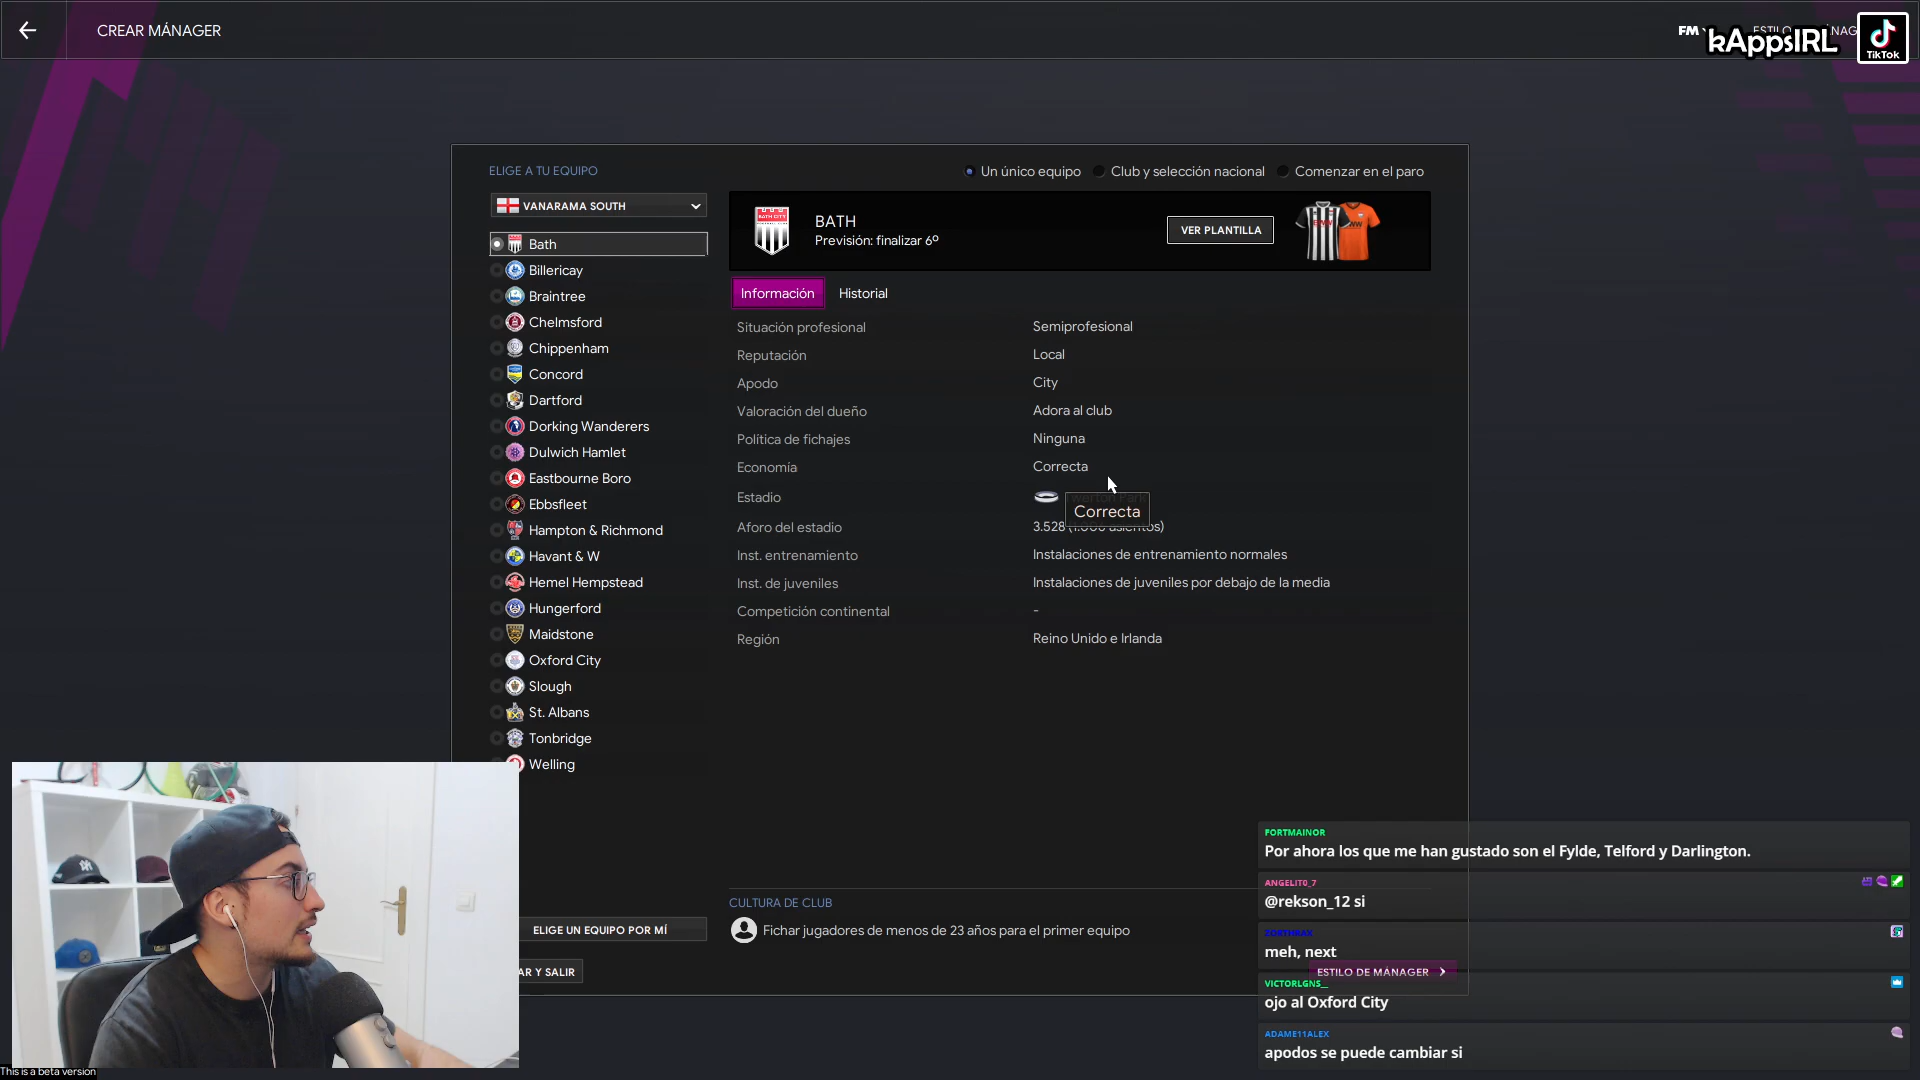 CREAR MÁNAGER
FM
ESTILO
kAppsIRL
TikTok
ELIGE A TU EQUIPO
Un único equipo
Club y selección nacional
Comenzar en el paro
VANARAMA SOUTH
BATH
Previsión: finalizar 6º
VER PLANTILLA
BATH CITY
Bath
Billericay
Braintree
Chelmsford
Chippenham
Concord
Dartford
Dorking Wanderers
Dulwich Hamlet
Eastbourne Boro
Ebbsfleet
Hampton & Richmond
Havant & W
Hemel Hempstead
Hungerford
Maidstone
Oxford City
Slough
St. Albans
Tonbridge
Welling
Información
Historial
Situación profesional
Semiprofesional
Reputación
Local
Apodo
City
Valoración del dueño
Adora al club
Política de fichajes
Ninguna
Economía
Correcta
Estadio
Correcta
Aforo del estadio
3.528
Inst. entrenamiento
Instalaciones de entrenamiento normales
Inst. de juveniles
Instalaciones de juveniles por debajo de la media
Competición continental
-
Región
Reino Unido e Irlanda
CULTURA DE CLUB
Fichar jugadores de menos de 23 años para el primer equipo
ELIGE UN EQUIPO POR MÍ
AR Y SALIR
ESTILO DE MÁNAGER
FORTMAINOR
Por ahora los que me han gustado son el Fylde, Telford y Darlington.
ANGELIT0_7
@rekson_12 si
meh, next
VICTORLGNS_
ojo al Oxford City
ADAME11ALEX
apodos se puede cambiar si
This is a beta version